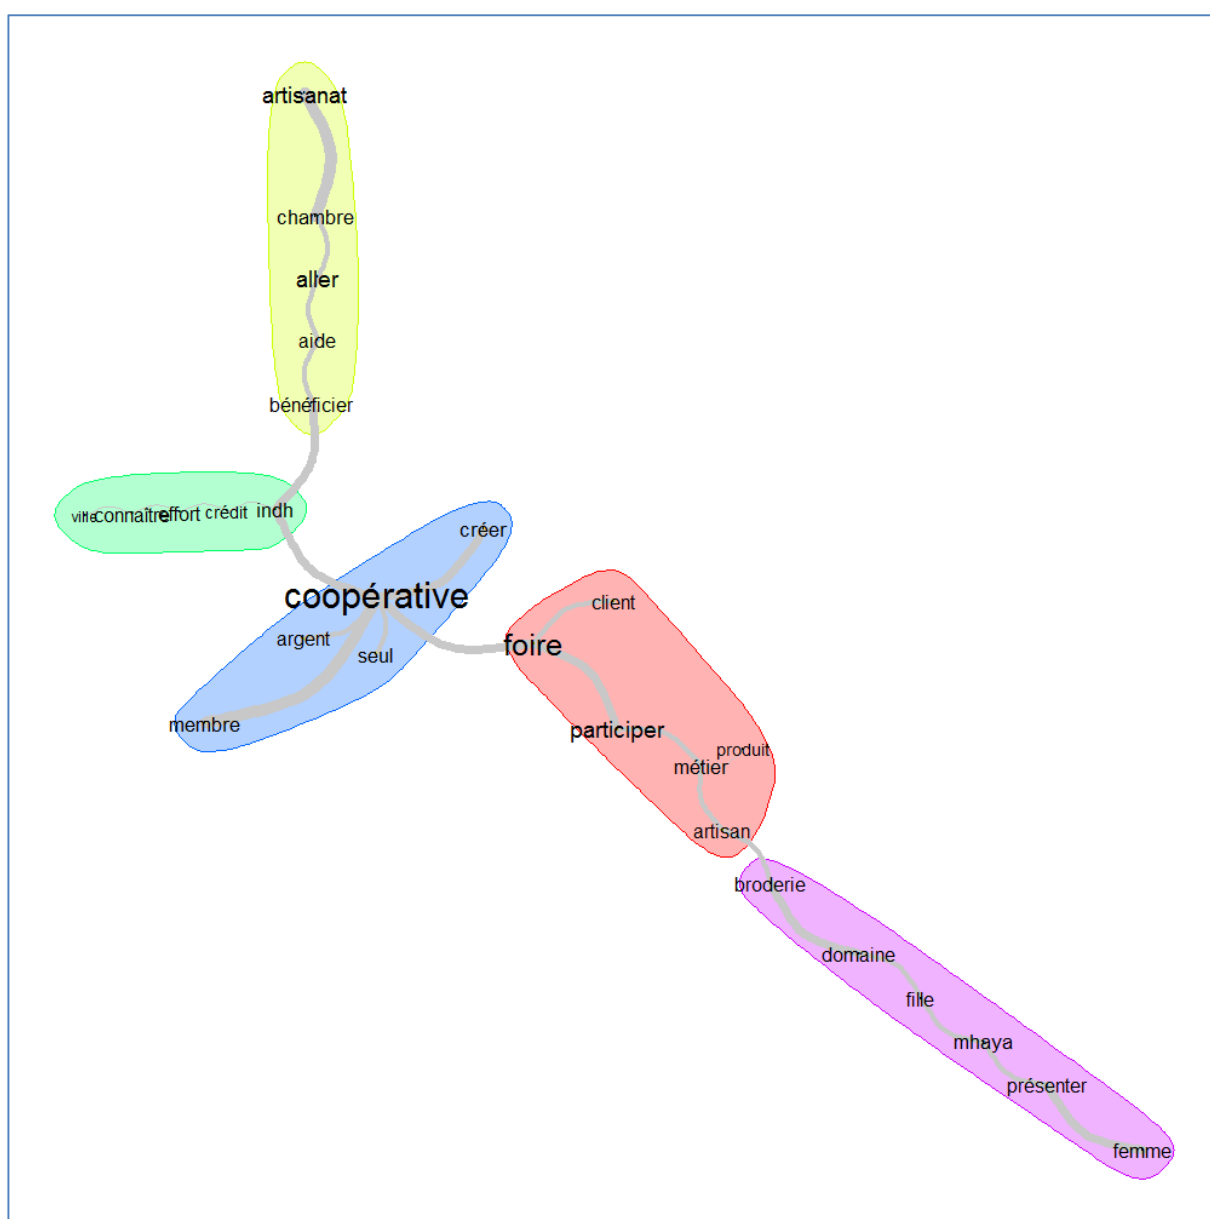 artisanat
chambre
aller
aide
bénéficier
ville connaître effort crédit indh
créer
coopérative
client
argent
foire
seul
membre
participer
produit
métier
artisan
broderie
domaine
fille
mhaya
présenter
femme